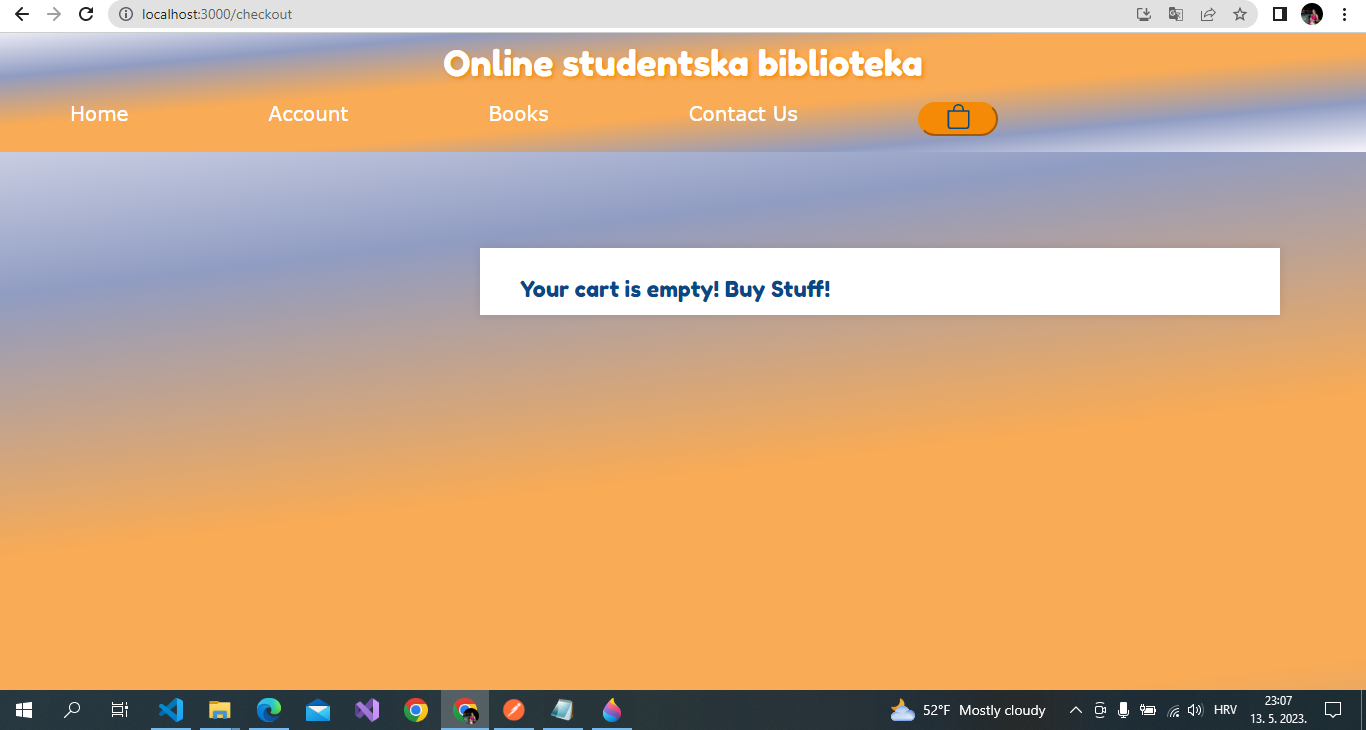 localhost:3000/checkout
Online studentska biblioteka
Home Account Books Contact Us
Your cart is empty! Buy Stuff!
52°F Mostly cloudy HRV 23:07
13. 5. 2023.